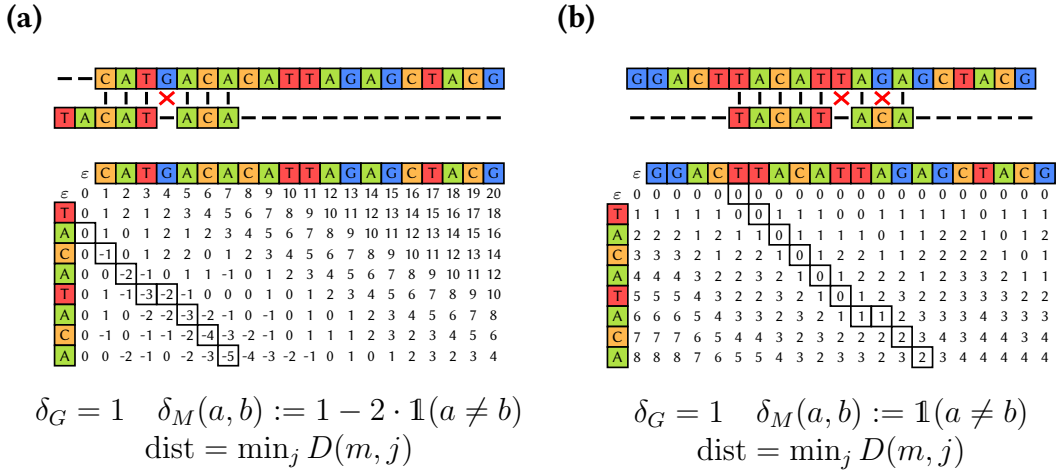 (a)
CATGACACATTAGAGCTACG
TACAT ACA
ε C A T G A C A C A T T A G A G C T A C G
ε 0 1 2 3 4 5 6 7 8 9 10 11 12 13 14 15 16 17 18 19 20
T 0 1 2 1 2 3 4 5 6 7 8 9 10 11 12 13 14 15 16 17 18
A 0 1 0 1 2 1 2 3 4 5 6 7 8 9 10 11 12 13 14 15 16
C 0 -1 0 1 2 2 0 1 2 3 4 5 6 7 8 9 10 11 12 13 14
A 0 0 -2 -1 0 1 1 -1 0 1 2 3 4 5 6 7 8 9 10 11 12
T 0 1 -1 -3 -2 -1 0 0 0 1 0 1 2 3 4 5 6 7 8 9 10
A 0 1 0 -2 -2 -3 -2 -1 0 -1 0 1 0 1 2 3 4 5 6 7 8
C 0 -1 0 -1 -1 -2 -4 -3 -2 -1 0 1 1 1 2 3 2 3 4 5 6
A 0 0 -2 -1 0 -2 -3 -5 -4 -3 -2 -1 0 1 0 1 2 3 2 3 4
δ_G = 1 δ_M(a, b) := 1 − 2 · 𝟙(a ≠ b)
dist = min_j D(m, j)
(b)
GGACTTACATTAGAGCTACG
TACAT ACA
ε G G A C T T A C A T T A G A G C T A C G
ε 0 0 0 0 0 0 0 0 0 0 0 0 0 0 0 0 0 0 0 0 0
T 1 1 1 1 1 0 0 1 1 1 0 0 1 1 1 1 1 0 1 1 1
A 2 2 2 1 2 1 1 0 1 1 1 1 0 1 1 2 2 1 0 1 2
C 3 3 3 2 1 2 2 1 0 1 2 2 1 1 2 2 2 2 1 0 1
A 4 4 4 3 2 2 3 2 1 0 1 2 2 2 1 2 3 3 2 1 1
T 5 5 5 4 3 2 2 3 2 1 0 1 2 3 2 2 3 3 3 2 2
A 6 6 6 5 4 3 3 2 3 2 1 1 1 2 3 3 3 4 3 3 3
C 7 7 7 6 5 4 4 3 2 3 2 2 2 2 3 4 3 4 4 3 4
A 8 8 8 7 6 5 5 4 3 2 3 3 2 3 2 3 4 4 4 4 4
δ_G = 1 δ_M(a, b) := 𝟙(a ≠ b)
dist = min_j D(m, j)